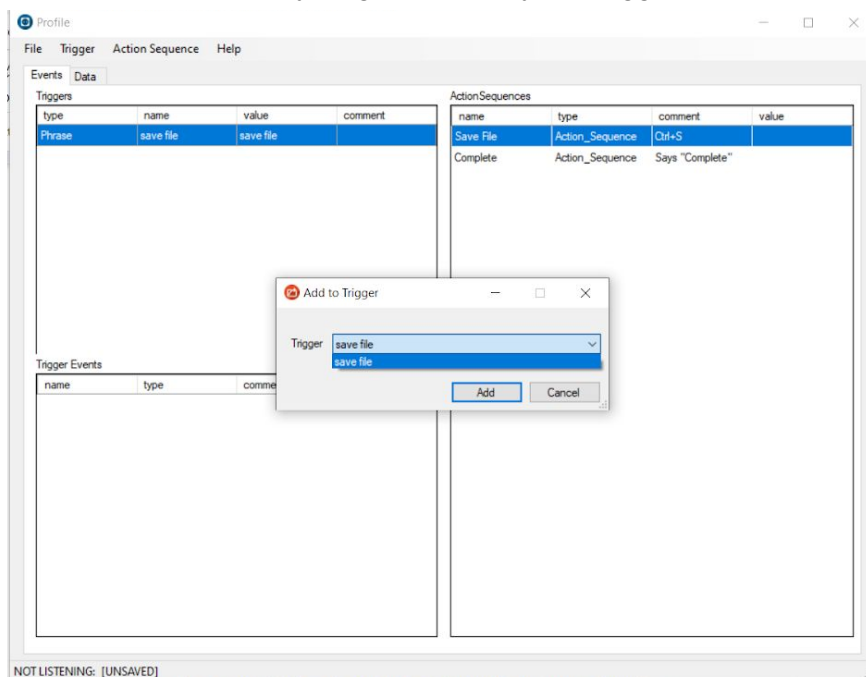 Profile
File Trigger Action Sequence Help
Events Data
Triggers
type name value comment
Phrase save file save file
ActionSequences
name type comment value
Save File Action_Sequence Ctrl+S
Complete Action_Sequence Says "Complete"
Add to Trigger
Trigger save file
save file
Add Cancel
Trigger Events
name type comme
NOT LISTENING: [UNSAVED]